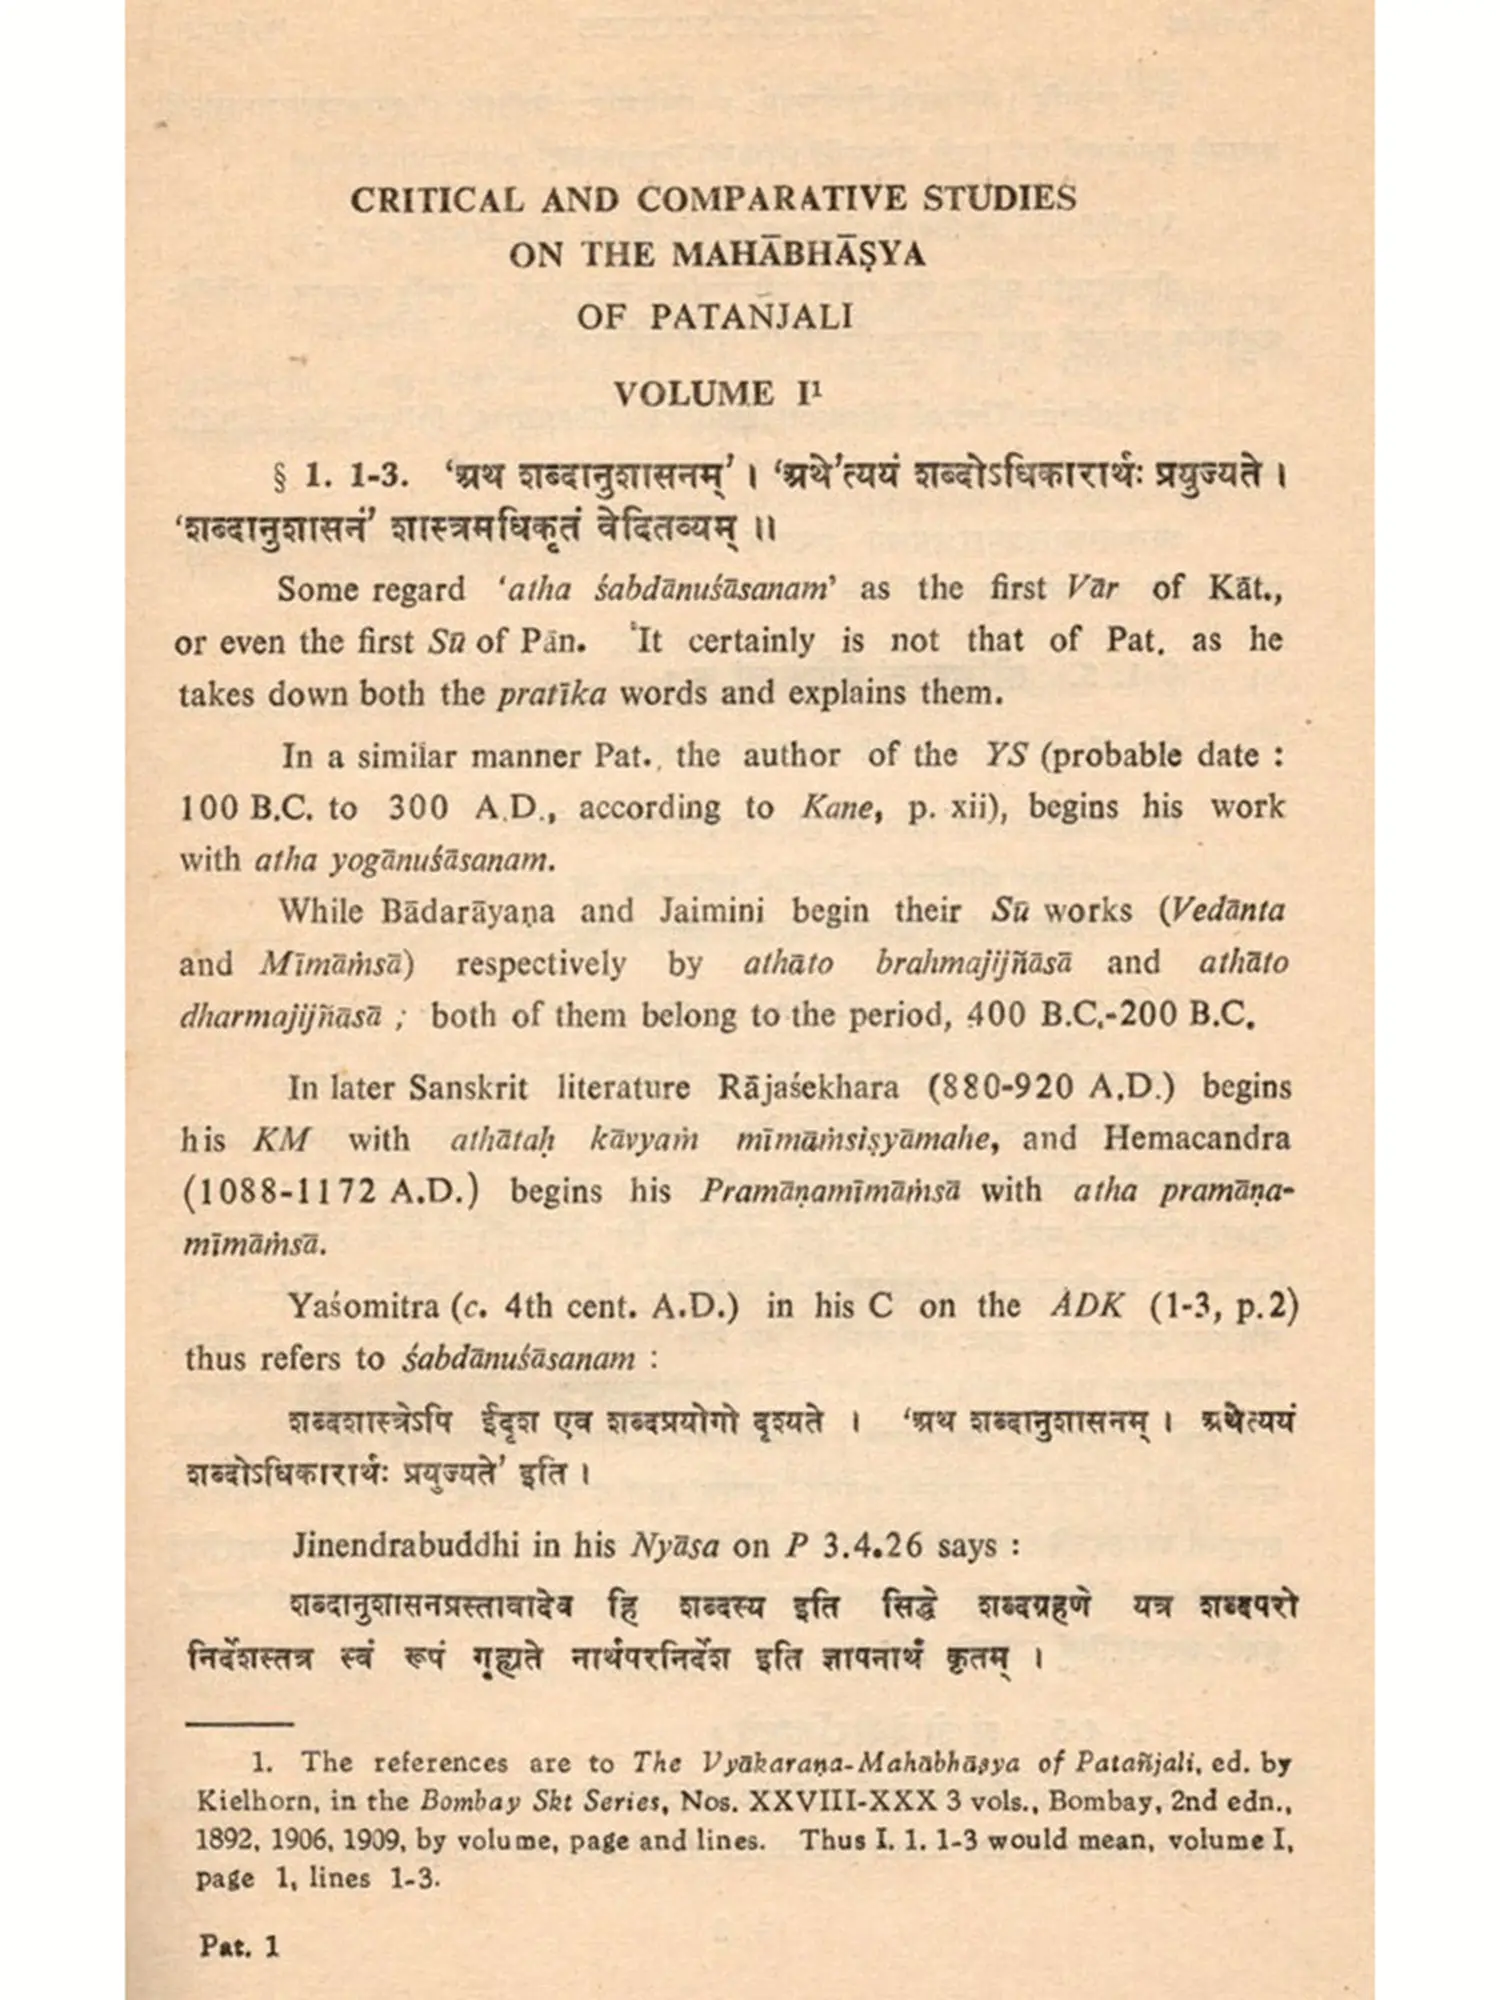 CRITICAL AND COMPARATIVE STUDIES
ON THE MAHĀBHĀṢYA
OF PATAÑJALI
VOLUME I¹
§ 1. 1-3. ‘अथ शब्दानुशासनम्’ । ‘अथे’त्ययं शब्दोऽधिकारार्थः प्रयुज्यते ।
‘शब्दानुशासनं’ शास्त्रमधिकृतं वेदितव्यम् ॥
Some regard ‘atha śabdānuśāsanam’ as the first Vār of Kāt.,
or even the first Sū of Pān. It certainly is not that of Pat. as he
takes down both the pratīka words and explains them.
In a similar manner Pat., the author of the YS (probable date :
100 B.C. to 300 A.D., according to Kane, p. xii), begins his work
with atha yogānuśāsanam.
While Bādarāyaṇa and Jaimini begin their Sū works (Vedānta
and Mīmāṁsā) respectively by athāto brahmajijñāsā and athāto
dharmajijñāsā ; both of them belong to the period, 400 B.C.-200 B.C.
In later Sanskrit literature Rājaśekhara (880-920 A.D.) begins
his KM with athātaḥ kāvyaṁ mīmāṁsiṣyāmahe, and Hemacandra
(1088-1172 A.D.) begins his Pramāṇamīmāṁsā with atha pramāṇa-
mīmāṁsā.
Yaśomitra (c. 4th cent. A.D.) in his C on the ADK (1-3, p.2)
thus refers to śabdānuśāsanam :
शब्दशास्त्रेऽपि ईदृश एव शब्दप्रयोगो दृश्यते । ‘अथ शब्दानुशासनम् । अथेत्ययं
शब्दोऽधिकारार्थः प्रयुज्यते’ इति ।
Jinendrabuddhi in his Nyāsa on P 3.4.26 says :
शब्दानुशासनप्रस्तावादेव हि शब्दस्य इति सिद्धे शब्दग्रहणे यत्र शब्दपरो
निर्देशस्तत्र स्वं रूपं गृह्यते नार्थपरनिर्देश इति ज्ञापनार्थं कृतम् ।
1. The references are to The Vyākaraṇa-Mahābhāṣya of Patañjali, ed. by
Kielhorn, in the Bombay Skt Series, Nos. XXVIII-XXX 3 vols., Bombay, 2nd edn.,
1892, 1906, 1909, by volume, page and lines. Thus I. 1. 1-3 would mean, volume I,
page 1, lines 1-3.
Pat. 1